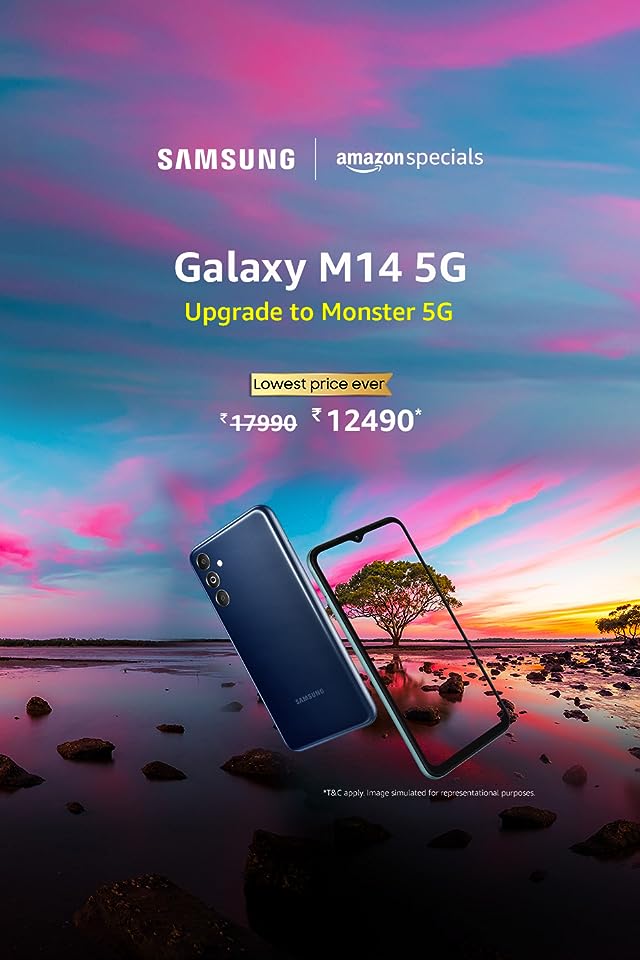 SAMSUNG | amazonspecials
Galaxy M14 5G
Upgrade to Monster 5G
Lowest price ever
₹17990 ₹12490*
SAMSUNG
*T&C apply. Image simulated for representational purposes.